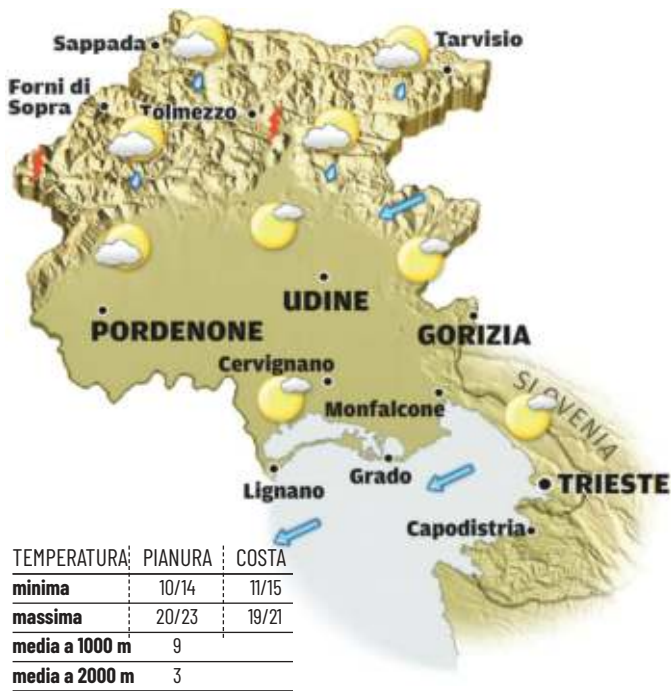 Sappada
Tarvisio
Forni di
Sopra
Tolmezzo
UDINE
PORDENONE
GORIZIA
Cervignano
SLOVENIA
Monfalcone
Grado
Lignano
TRIESTE
Capodistria
TEMPERATURA PIANURA COSTA
minima 10/14 11/15
massima 20/23 19/21
media a 1000 m 9
media a 2000 m 3